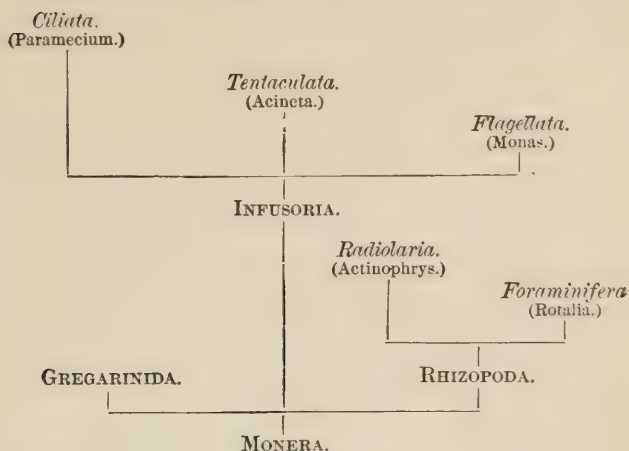 Ciliata.
(Paramecium.)
Tentaculata.
(Acineta.)
Flagellata.
(Monas.)
INFUSORIA.
Radiolaria.
(Actinophrys.)
Foraminifera
(Rotalia.)
GREGARINIDA.
RHIZOPODA.
MONERA.